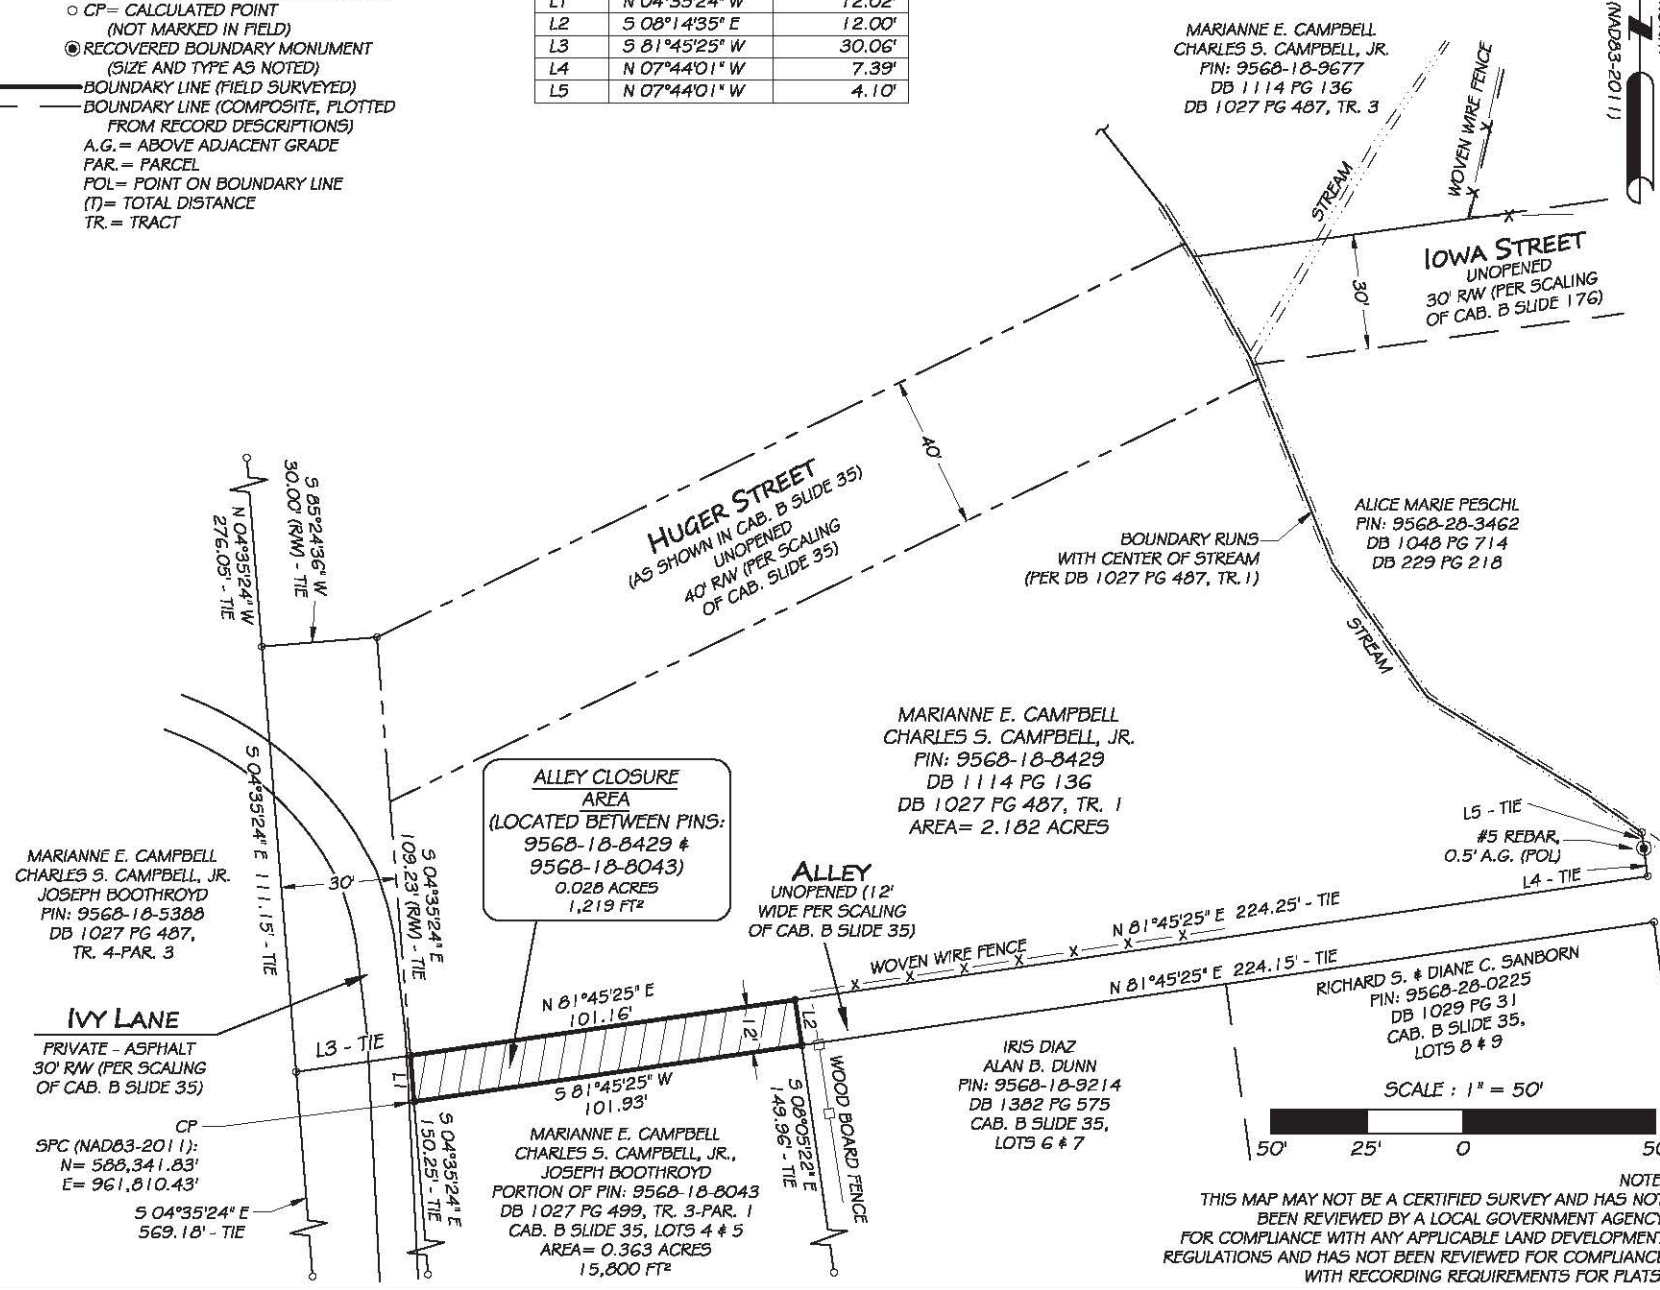 CP= CALCULATED POINT
(NOT MARKED IN FIELD)
RECOVERED BOUNDARY MONUMENT
(SIZE AND TYPE AS NOTED)
BOUNDARY LINE (FIELD SURVEYED)
BOUNDARY LINE (COMPOSITE, PLOTTED
FROM RECORD DESCRIPTIONS)
A.G.= ABOVE ADJACENT GRADE
PAR.= PARCEL
POL= POINT ON BOUNDARY LINE
(T)= TOTAL DISTANCE
TR.= TRACT
L1 N 04°35'24" W 12.02'
L2 S 08°14'35" E 12.00'
L3 S 81°45'25" W 30.06'
L4 N 07°44'01" W 7.39'
L5 N 07°44'01" W 4.10'
MARIANNE E. CAMPBELL
CHARLES S. CAMPBELL, JR.
PIN: 9568-18-9677
DB 1114 PG 136
DB 1027 PG 487, TR. 3
STREAM
WOVEN WIRE FENCE
(NAD83-2011)
IOWA STREET
UNOPENED
30' R/W (PER SCALING
OF CAB. B SLIDE 176)
30'
HUGER STREET
(AS SHOWN IN CAB. B SLIDE 35)
UNOPENED
40' R/W (PER SCALING
OF CAB. B SLIDE 35)
40'
S 85°24'36" W
30.00' (R/W) - TIE
N 04°35'24" W
276.05' - TIE
BOUNDARY RUNS
WITH CENTER OF STREAM
(PER DB 1027 PG 487, TR.1)
ALICE MARIE PESCHL
PIN: 9568-28-3462
DB 1048 PG 714
DB 229 PG 218
STREAM
MARIANNE E. CAMPBELL
CHARLES S. CAMPBELL, JR.
PIN: 9568-18-8429
DB 1114 PG 136
DB 1027 PG 487, TR. 1
AREA= 2.182 ACRES
ALLEY CLOSURE
AREA
(LOCATED BETWEEN PINS:
9568-18-8429 &
9568-18-8043)
0.028 ACRES
1,219 FT²
S 04°35'24" E 111.15' - TIE
30'
S 04°35'24" E
109.23' (R/W) - TIE
MARIANNE E. CAMPBELL
CHARLES S. CAMPBELL, JR.
JOSEPH BOOTHROYD
PIN: 9568-18-5388
DB 1027 PG 487,
TR. 4-PAR. 3
ALLEY
UNOPENED (12'
WIDE PER SCALING
OF CAB. B SLIDE 35)
L5 - TIE
#5 REBAR,
0.5' A.G. (POL)
L4 - TIE
WOVEN WIRE FENCE
N 81°45'25" E 224.25' - TIE
N 81°45'25" E 224.15' - TIE
RICHARD S. & DIANE C. SANBORN
PIN: 9568-28-0225
DB 1029 PG 31
CAB. B SLIDE 35,
LOTS 8 & 9
IVY LANE
PRIVATE - ASPHALT
30' R/W (PER SCALING
OF CAB. B SLIDE 35)
L3 - TIE
L1
N 81°45'25" E
101.16'
12'
L2
S 81°45'25" W
101.93'
CP
SPC (NAD83-2011):
N= 588,341.83'
E= 961,810.43'
S 04°35'24" E
569.18' - TIE
S 04°35'24" E
150.25' - TIE
MARIANNE E. CAMPBELL
CHARLES S. CAMPBELL, JR.,
JOSEPH BOOTHROYD
PORTION OF PIN: 9568-18-8043
DB 1027 PG 499, TR. 3-PAR. 1
CAB. B SLIDE 35, LOTS 4 & 5
AREA= 0.363 ACRES
15,800 FT²
S 08°05'22" E
149.96' - TIE
WOOD BOARD FENCE
IRIS DIAZ
ALAN B. DUNN
PIN: 9568-18-9214
DB 1382 PG 575
CAB. B SLIDE 35,
LOTS 6 & 7
SCALE : 1" = 50'
50' 25' 0 50
NOTE
THIS MAP MAY NOT BE A CERTIFIED SURVEY AND HAS NOT
BEEN REVIEWED BY A LOCAL GOVERNMENT AGENCY
FOR COMPLIANCE WITH ANY APPLICABLE LAND DEVELOPMENT
REGULATIONS AND HAS NOT BEEN REVIEWED FOR COMPLIANCE
WITH RECORDING REQUIREMENTS FOR PLATS.